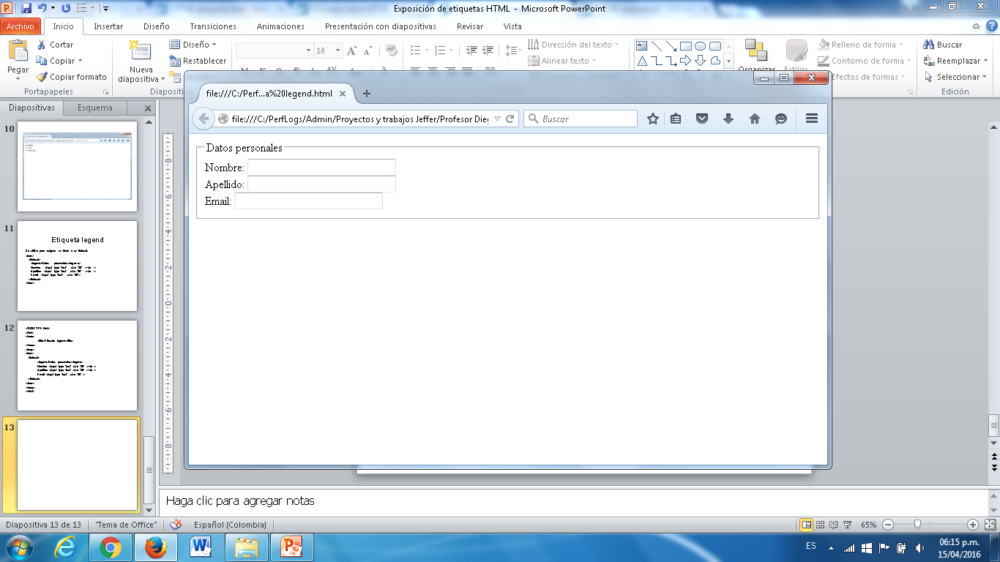 Exposición de etiquetas HTML - Microsoft PowerPoint
Archivo Inicio Insertar Diseño Transiciones Animaciones Presentación con diapositivas Revisar Vista
Pegar
Cortar
Copiar
Copiar formato
Portapapeles
Nueva
diapositiva
Diseño
Restablecer
Diapositi
18
Dirección del texto
Alinear texto
Organizar
Estilos
Relleno de forma
Contorno de forma
Efectos de formas
Buscar
Reemplazar
Seleccionar
Edición
Diapositivas Esquema
10
11
Etiqueta legend
12
13
file:///C:/Perf...a%20legend.html
file:///C:/PerfLogs/Admin/Proyectos y trabajos Jeffer/Profesor Dieg
Buscar
Datos personales
Nombre:
Apellido:
Email:
Haga clic para agregar notas
Diapositiva 13 de 13 "Tema de Office" Español (Colombia) 65%
ES
06:15 p.m.
15/04/2016